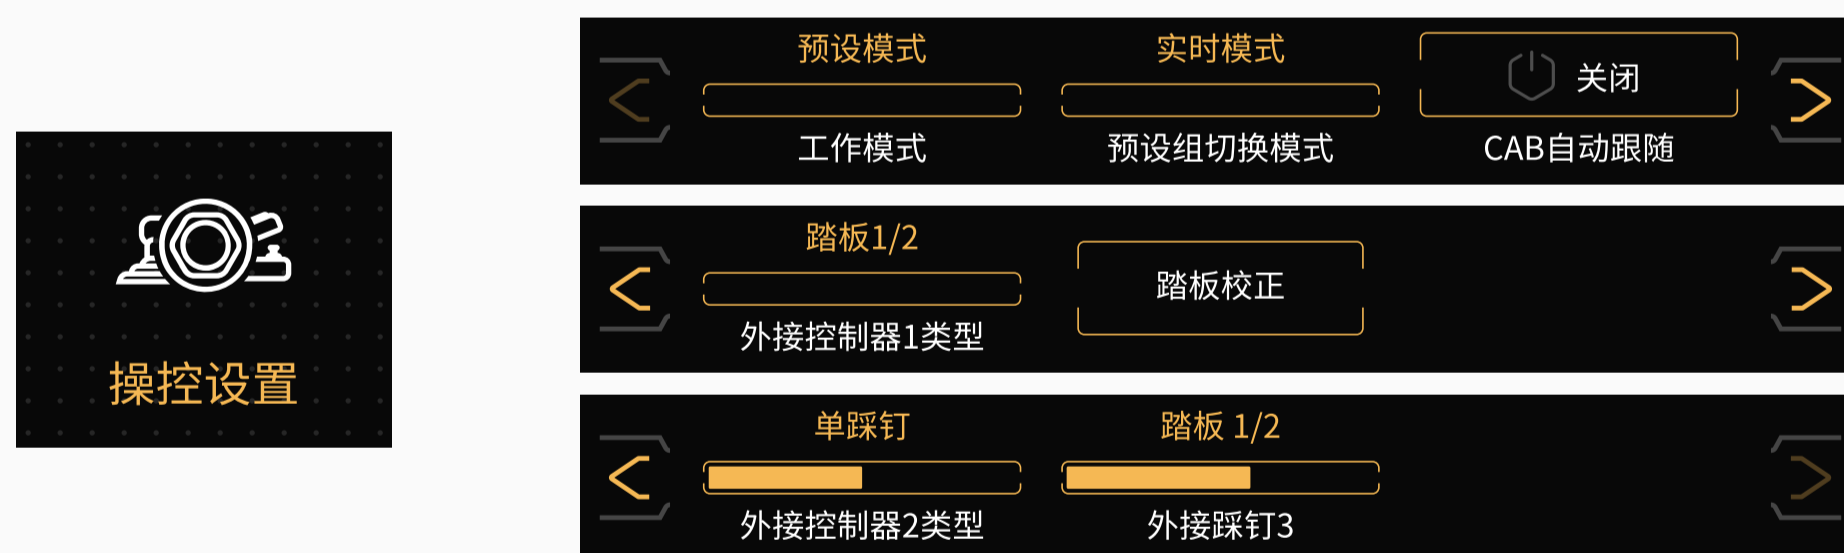 操控设置
预设模式
实时模式
关闭
工作模式
预设组切换模式
CAB自动跟随
踏板1/2
踏板校正
外接控制器1类型
单踩钉
踏板 1/2
外接控制器2类型
外接踩钉3